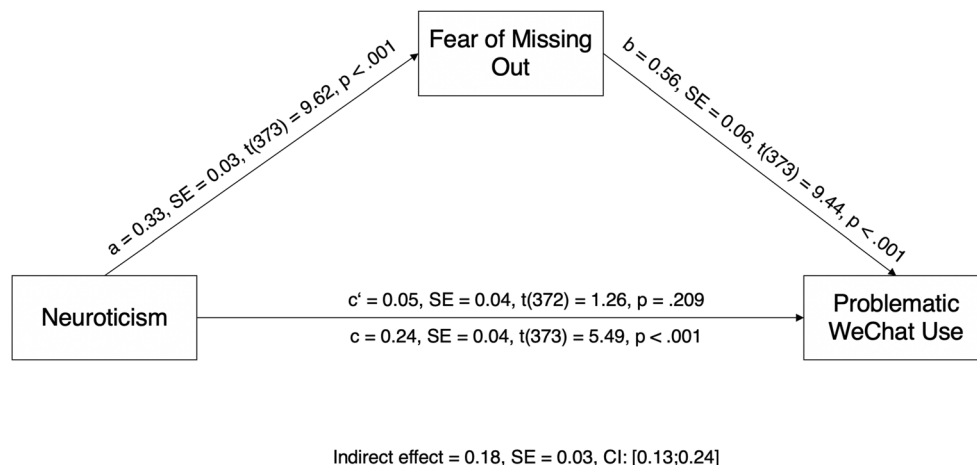 Fear of Missing
Out
a = 0.33, SE = 0.03, t(373) = 9.62, p < .001
b = 0.56, SE = 0.06, t(373) = 9.44, p < .001
Neuroticism
c‘ = 0.05, SE = 0.04, t(372) = 1.26, p = .209
c = 0.24, SE = 0.04, t(373) = 5.49, p < .001
Problematic
WeChat Use
Indirect effect = 0.18, SE = 0.03, CI: [0.13;0.24]